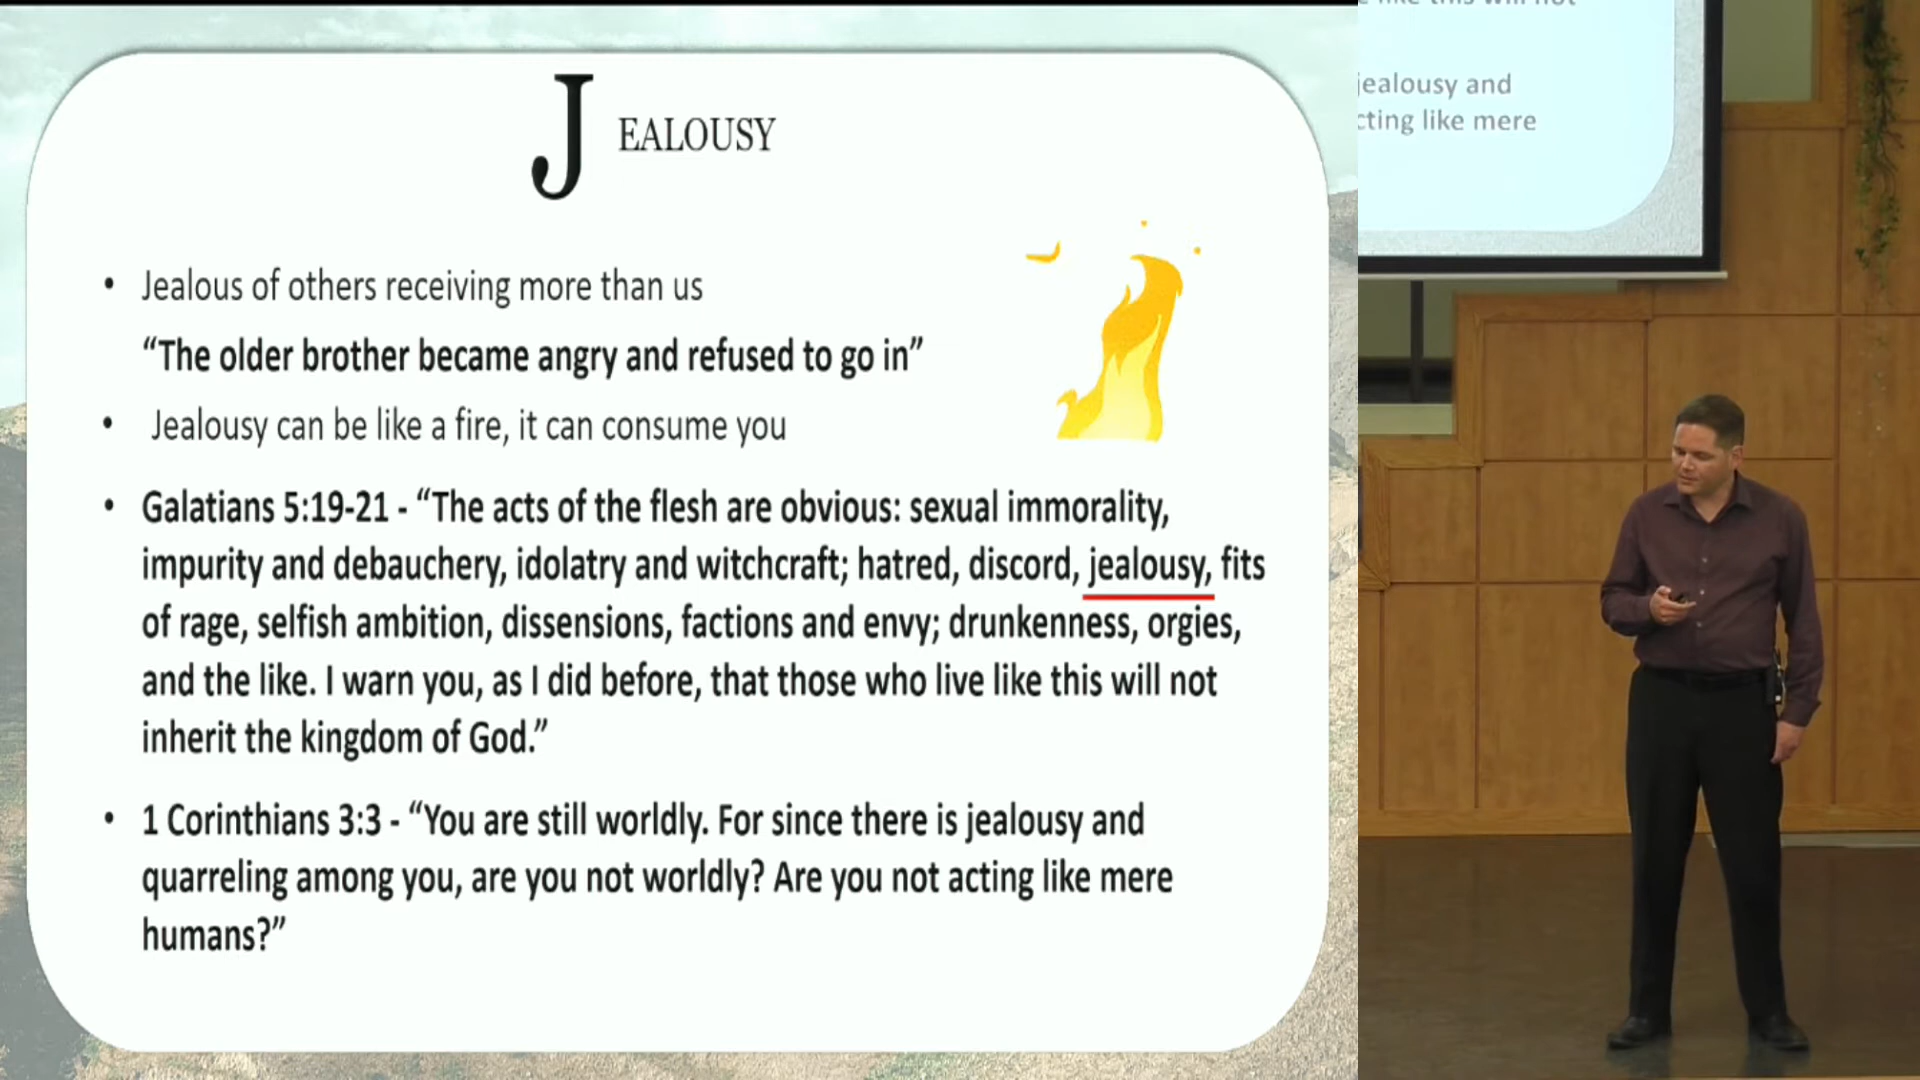 JEALOUSY
• Jealous of others receiving more than us
“The older brother became angry and refused to go in”
• Jealousy can be like a fire, it can consume you
• Galatians 5:19-21 - “The acts of the flesh are obvious: sexual immorality,
impurity and debauchery, idolatry and witchcraft; hatred, discord, jealousy, fits
of rage, selfish ambition, dissensions, factions and envy; drunkenness, orgies,
and the like. I warn you, as I did before, that those who live like this will not
inherit the kingdom of God.”
• 1 Corinthians 3:3 - “You are still worldly. For since there is jealousy and
quarreling among you, are you not worldly? Are you not acting like mere
humans?”
like this will not
jealousy and
cting like mere